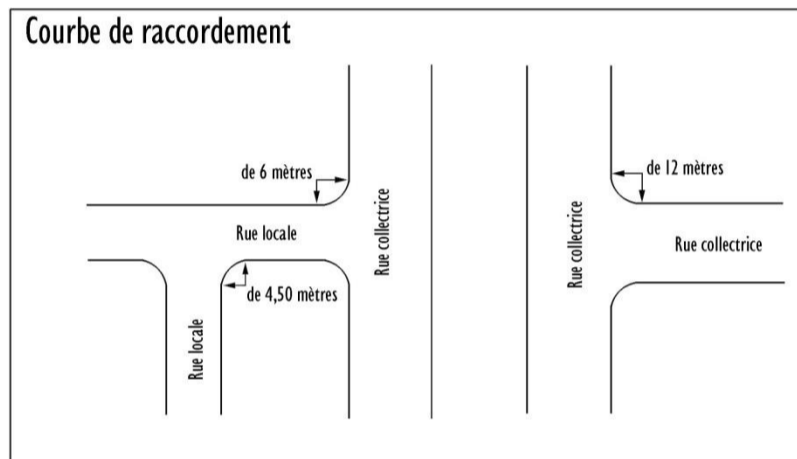 Courbe de raccordement
de 6 mètres
de 12 mètres
Rue locale
Rue collectrice
Rue collectrice
Rue collectrice
de 4,50 mètres
Rue locale